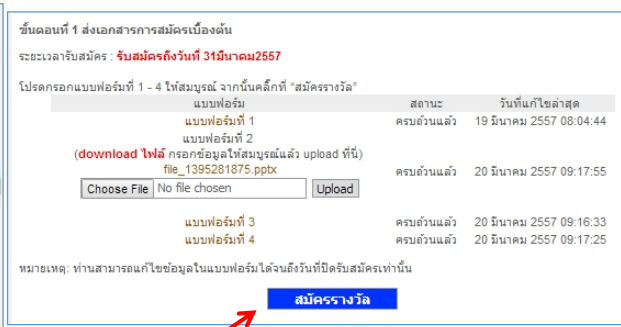 ขั้นตอนที่ 1 ส่งเอกสารการสมัครเบื้องต้น
ระยะเวลารับสมัคร : รับสมัครถึงวันที่ 31มีนาคม2557
โปรดกรอกแบบฟอร์มที่ 1 - 4 ให้สมบูรณ์ จากนั้นคลิ๊กที่ "สมัครรางวัล"
แบบฟอร์ม สถานะ วันที่แก้ไขล่าสุด
แบบฟอร์มที่ 1 ครบถ้วนแล้ว 19 มีนาคม 2557 08:04:44
แบบฟอร์มที่ 2
(download ไฟล์ กรอกข้อมูลให้สมบูรณ์แล้ว upload ที่นี่)
file_1395281875.pptx ครบถ้วนแล้ว 20 มีนาคม 2557 09:17:55
Choose File No file chosen Upload
แบบฟอร์มที่ 3 ครบถ้วนแล้ว 20 มีนาคม 2557 09:16:33
แบบฟอร์มที่ 4 ครบถ้วนแล้ว 20 มีนาคม 2557 09:17:25
หมายเหตุ: ท่านสามารถแก้ไขข้อมูลในแบบฟอร์มได้จนถึงวันที่ปิดรับสมัครเท่านั้น
สมัครรางวัล